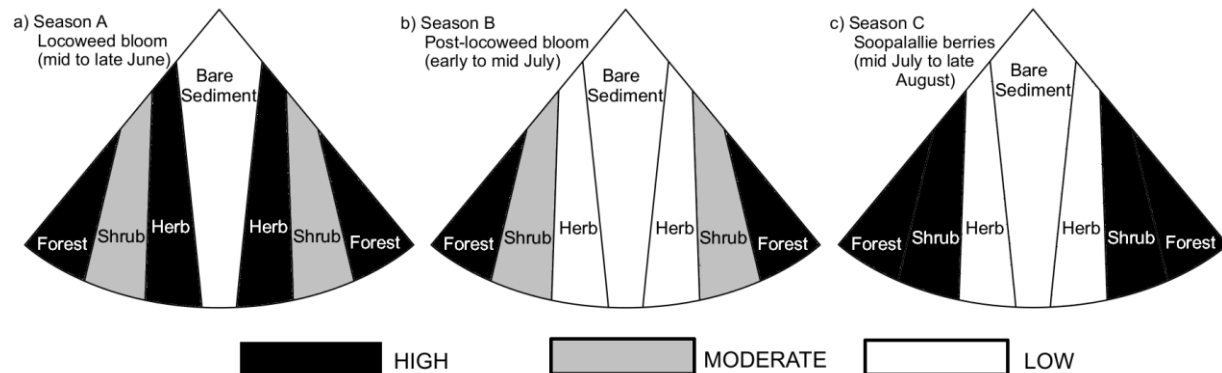 a) Season A
Locoweed bloom
(mid to late June)
Bare
Sediment
Forest
Shrub
Herb
Herb
Shrub
Forest
b) Season B
Post-locoweed bloom
(early to mid July)
Bare
Sediment
Forest
Shrub
Herb
Herb
Shrub
Forest
c) Season C
Soopalallie berries
(mid July to late
August)
Bare
Sediment
Forest
Shrub
Herb
Herb
Shrub
Forest
HIGH
MODERATE
LOW